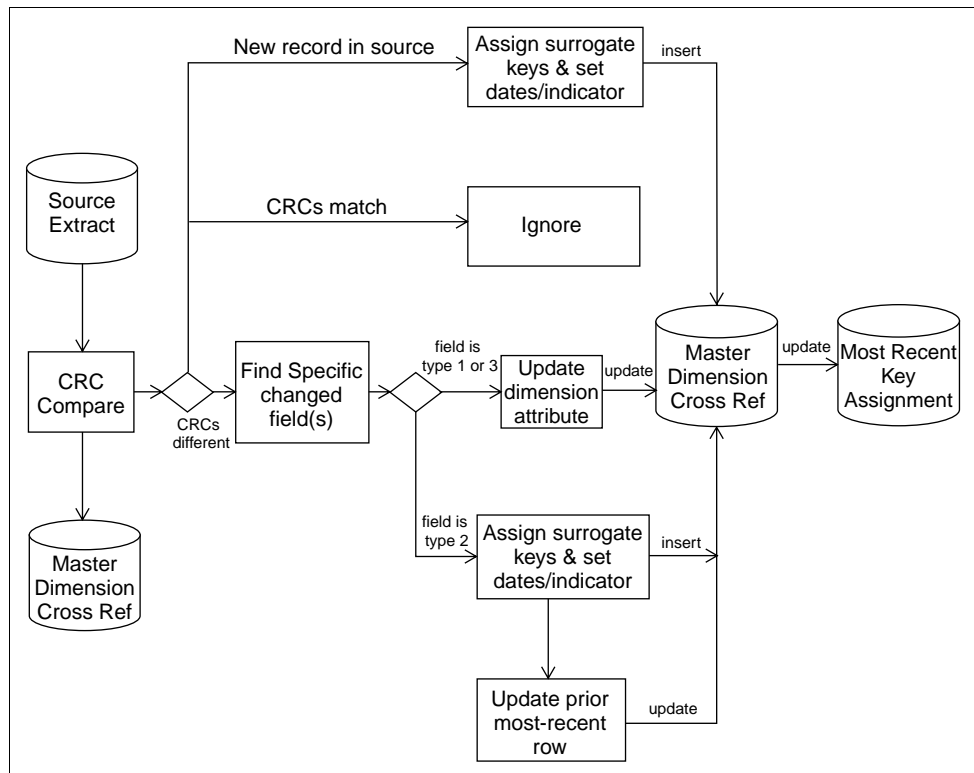 New record in source
Assign surrogate
keys & set
dates/indicator
insert
Source
Extract
CRCs match
Ignore
CRC
Compare
CRCs
different
Find Specific
changed
field(s)
field is
type 1 or 3
Update
dimension
attribute
update
Master
Dimension
Cross Ref
update
Most Recent
Key
Assignment
Master
Dimension
Cross Ref
field is
type 2
Assign surrogate
keys & set
dates/indicator
insert
Update prior
most-recent
row
update